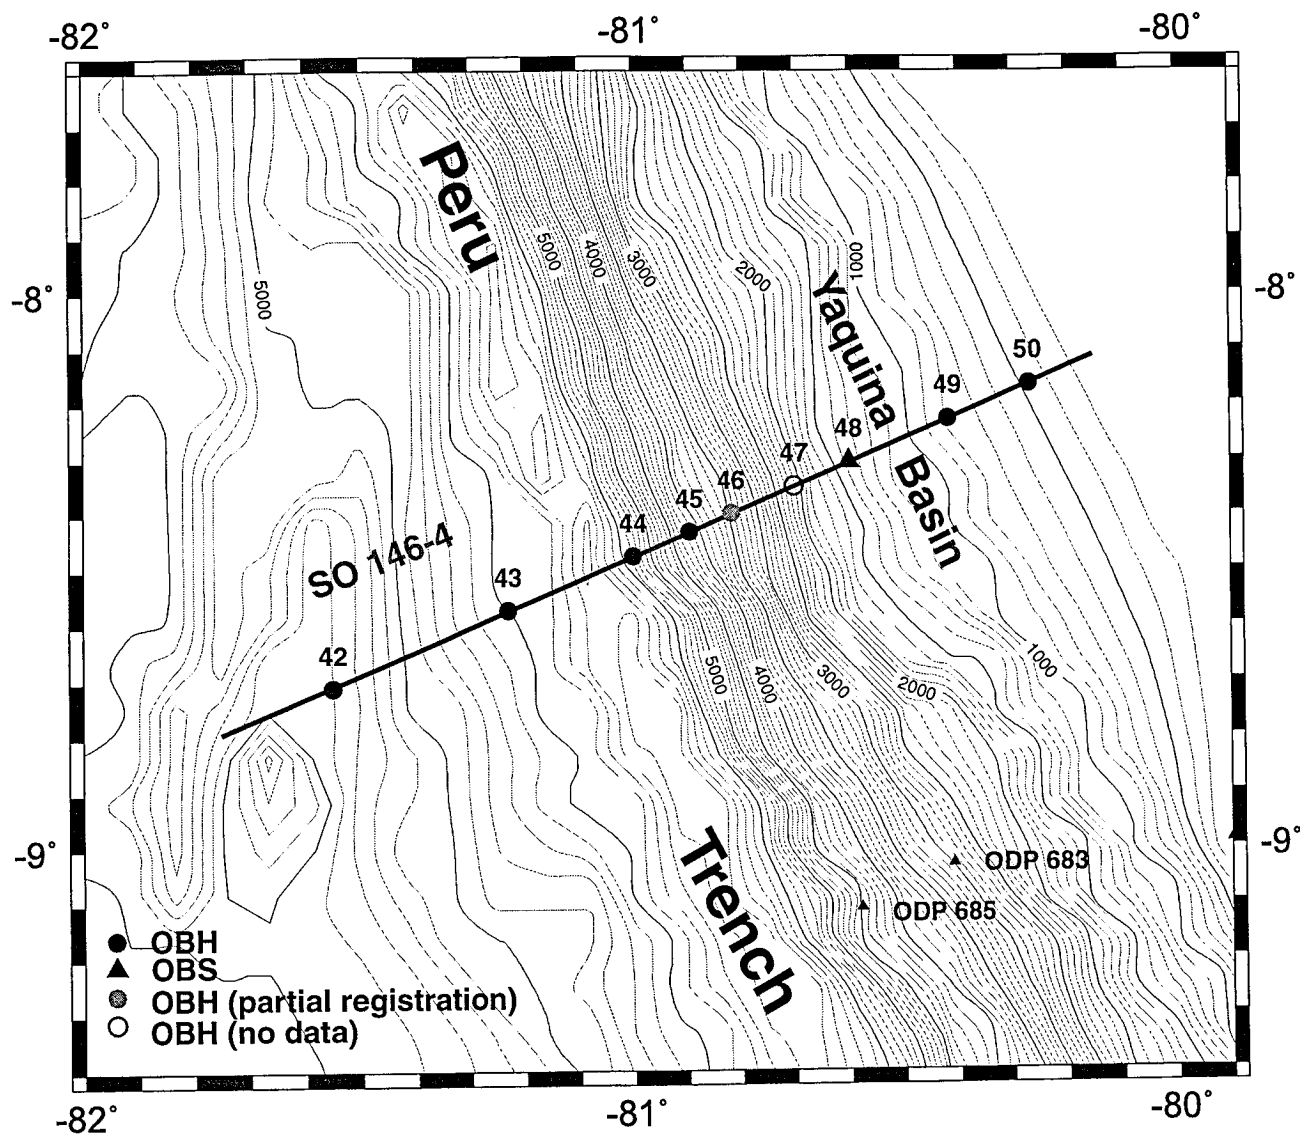 -82° -81° -80°
Peru
5000 4000 3000 2000 1000
-8° -8°
5000
Yaquina
50
49
48
47
46
45
44
Basin
SO 146-4
43
42
5000 4000 3000 2000 1000
Trench
-9° -9°
ODP 683
ODP 685
OBH
OBS
OBH (partial registration)
OBH (no data)
-82° -81° -80°